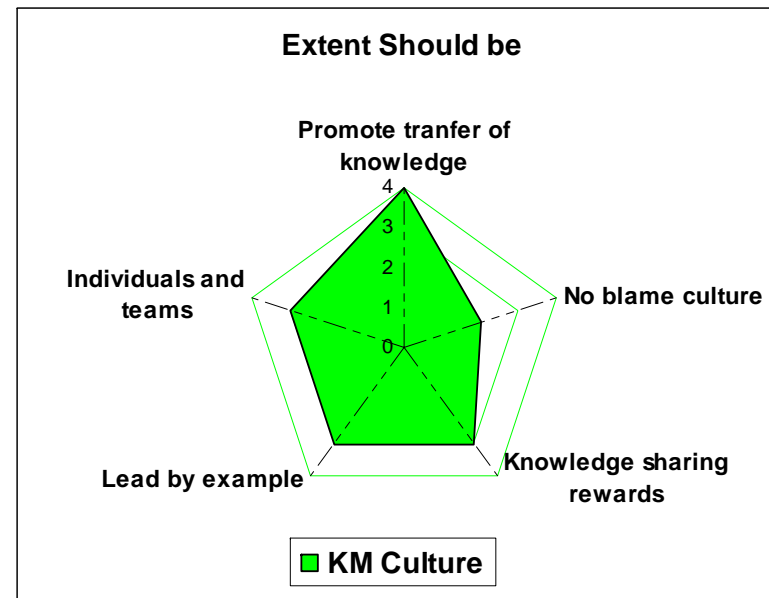 Extent Should be
Promote tranfer of
knowledge
4
3
2
1
0
Individuals and
teams
No blame culture
Lead by example
Knowledge sharing
rewards
KM Culture